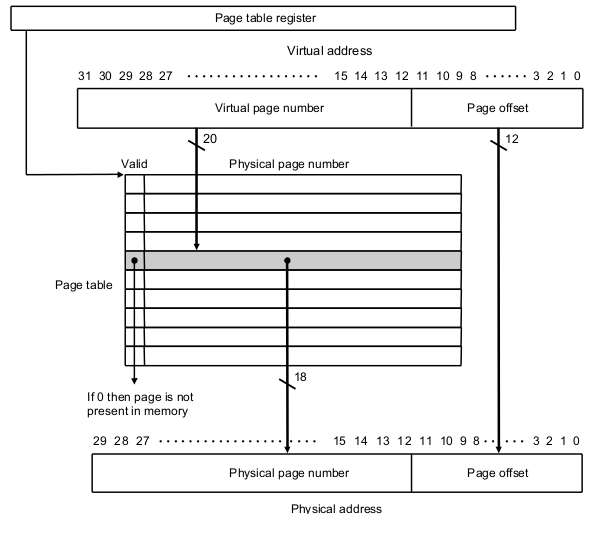 Page table register
Virtual address
31 30 29 28 27 ·················· 15 14 13 12 11 10 9 8 ······ 3 2 1 0
Virtual page number Page offset
20 12
Valid Physical page number
Page table
18
If 0 then page is not
present in memory
29 28 27 ····················· 15 14 13 12 11 10 9 8 ······ 3 2 1 0
Physical page number Page offset
Physical address